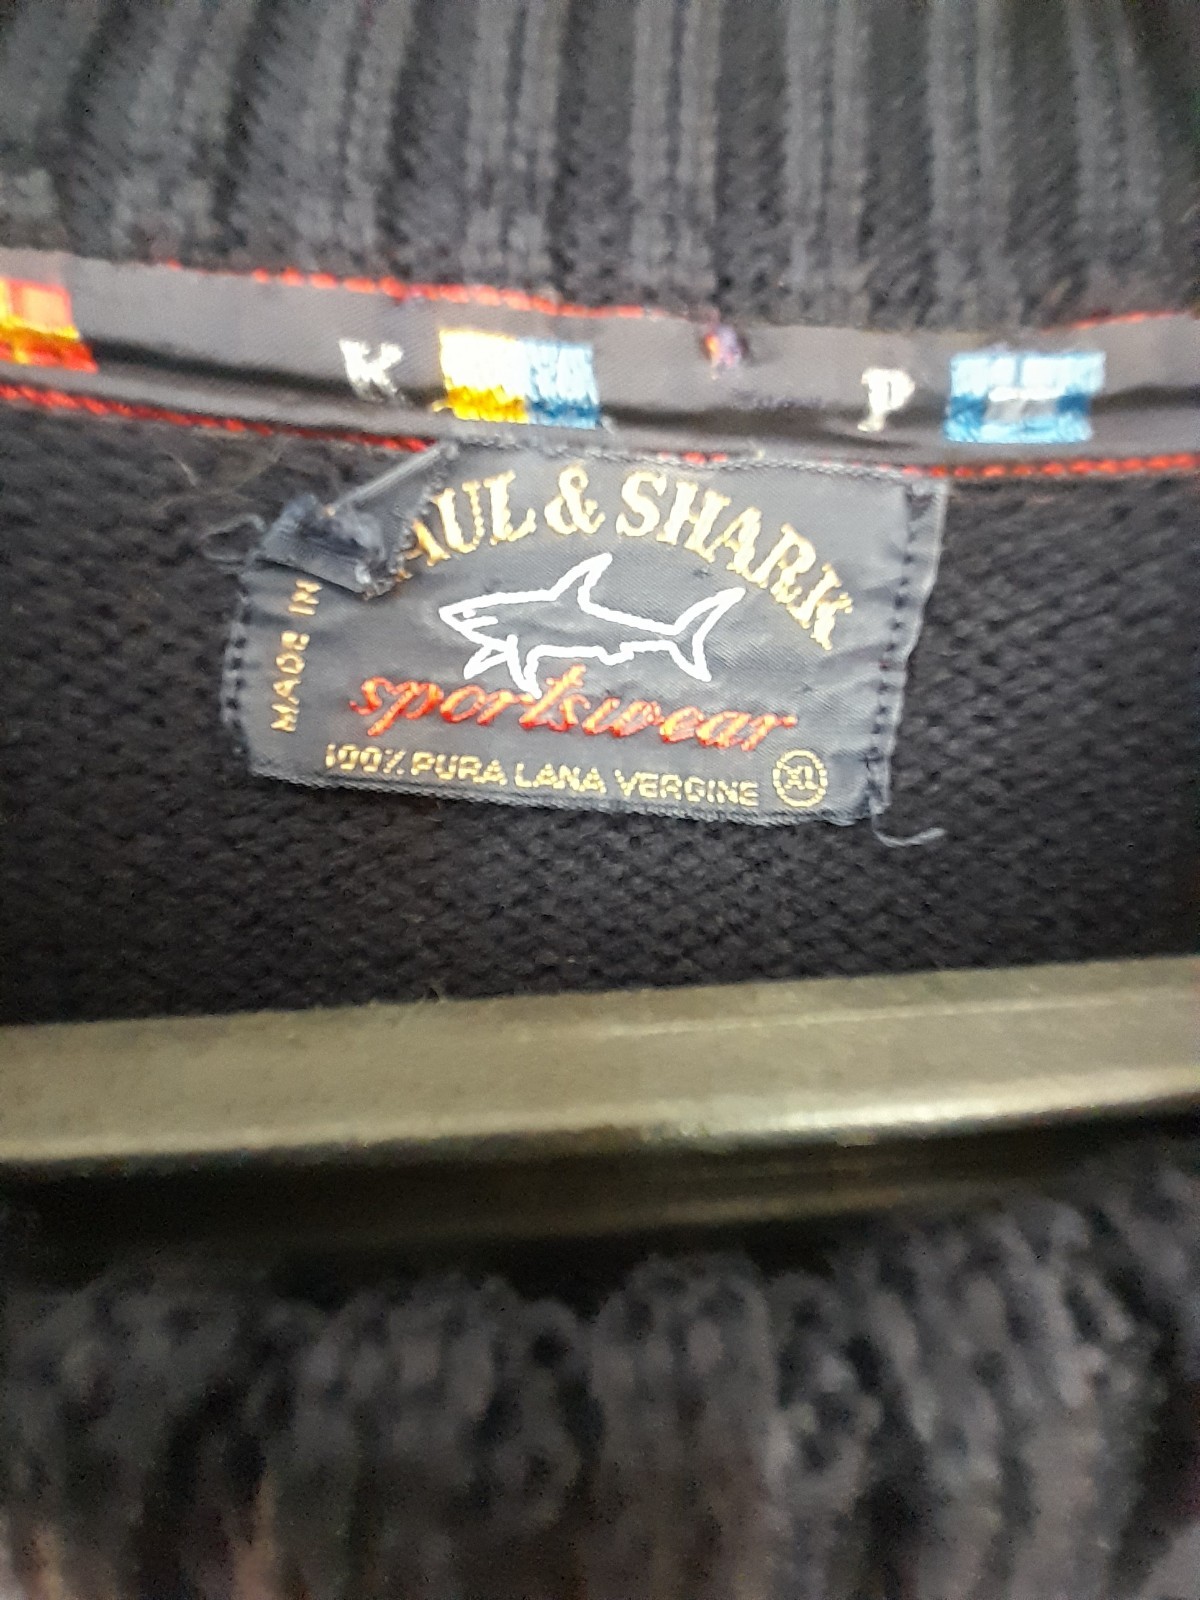 K
P
AUL & SHARK
MADE IN
sportswear
100% PURA LANA VERGINE
XL